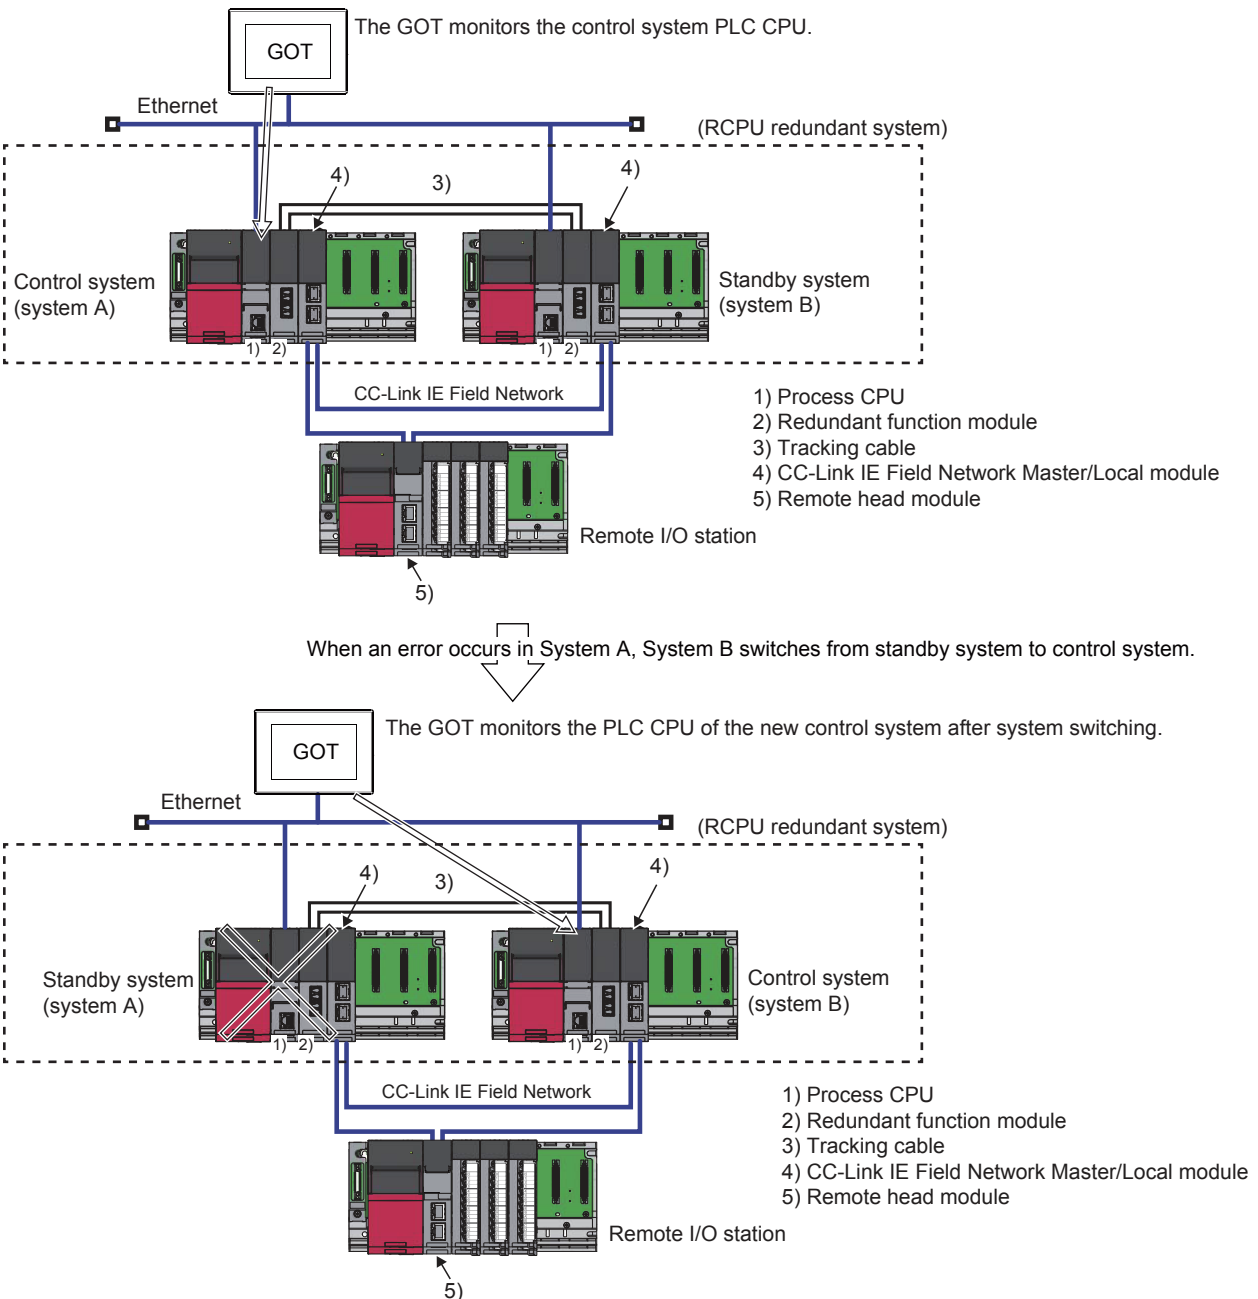 The GOT monitors the control system PLC CPU.
GOT
Ethernet
(RCPU redundant system)
4)
3)
4)
Control system
(system A)
Standby system
(system B)
1)
2)
1)
2)
CC-Link IE Field Network
1) Process CPU
2) Redundant function module
3) Tracking cable
4) CC-Link IE Field Network Master/Local module
5) Remote head module
Remote I/O station
5)
When an error occurs in System A, System B switches from standby system to control system.
The GOT monitors the PLC CPU of the new control system after system switching.
GOT
Ethernet
(RCPU redundant system)
4)
3)
4)
Standby system
(system A)
Control system
(system B)
1)
2)
1)
2)
CC-Link IE Field Network
1) Process CPU
2) Redundant function module
3) Tracking cable
4) CC-Link IE Field Network Master/Local module
5) Remote head module
Remote I/O station
5)